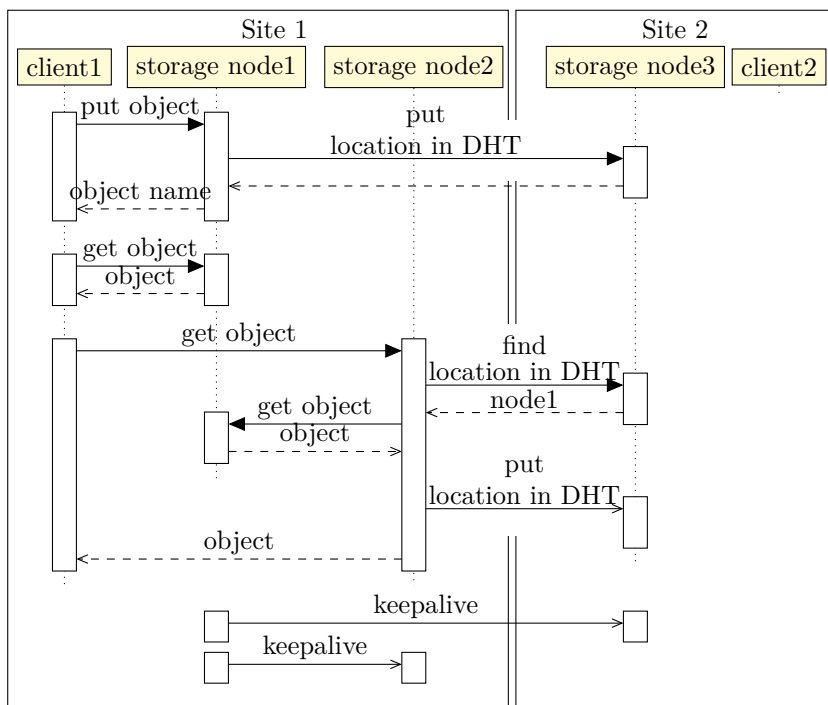 Site 1
Site 2
client1
storage node1
storage node2
storage node3
client2
put object
put
location in DHT
object name
get object
object
get object
find
location in DHT
node1
get object
object
put
location in DHT
object
keepalive
keepalive